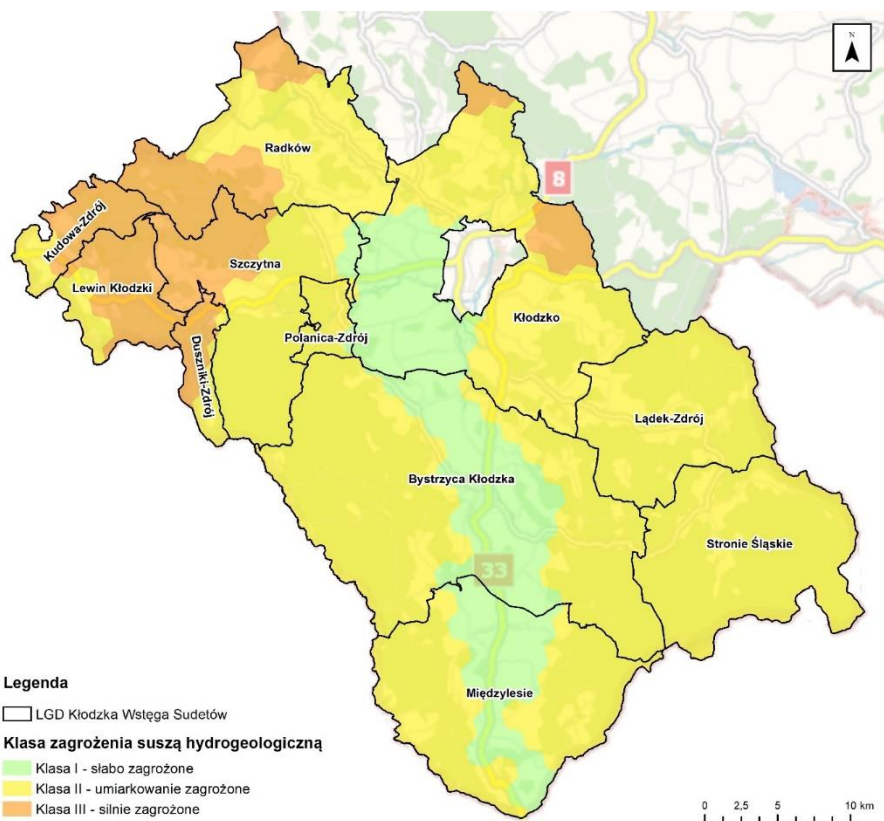 N
Radków
8
Kudowa-Zdrój
Szczytna
Lewin Kłodzki
Kłodzko
Polanica-Zdrój
Duszniki-Zdrój
Lądek-Zdrój
Bystrzyca Kłodzka
Stronie Śląskie
33
Międzylesie
Legenda
LGD Kłodzka Wstęga Sudetów
Klasa zagrożenia suszą hydrogeologiczną
Klasa I - słabo zagrożone
Klasa II - umiarkowanie zagrożone
Klasa III - silnie zagrożone
0 2,5 5 10 km